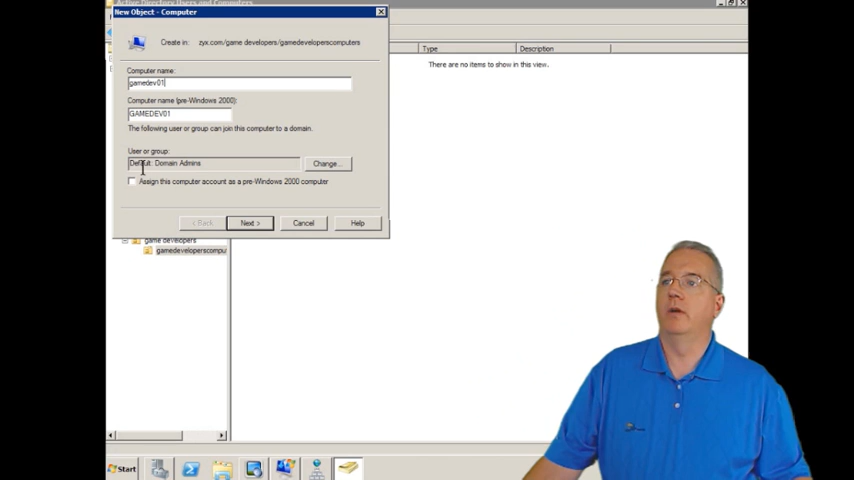 Active Directory Users and Computers
New Object - Computer
Create in: zyx.com/game developers/gamedeveloperscomputers
Type Description
Computer name:
There are no items to show in this view.
gamedev01
Computer name (pre-Windows 2000):
GAMEDEV01
The following user or group can join this computer to a domain.
User or group:
Default: Domain Admins
Change...
Assign this computer account as a pre-Windows 2000 computer
< Back Next > Cancel Help
game developers
gamedeveloperscompu
Start